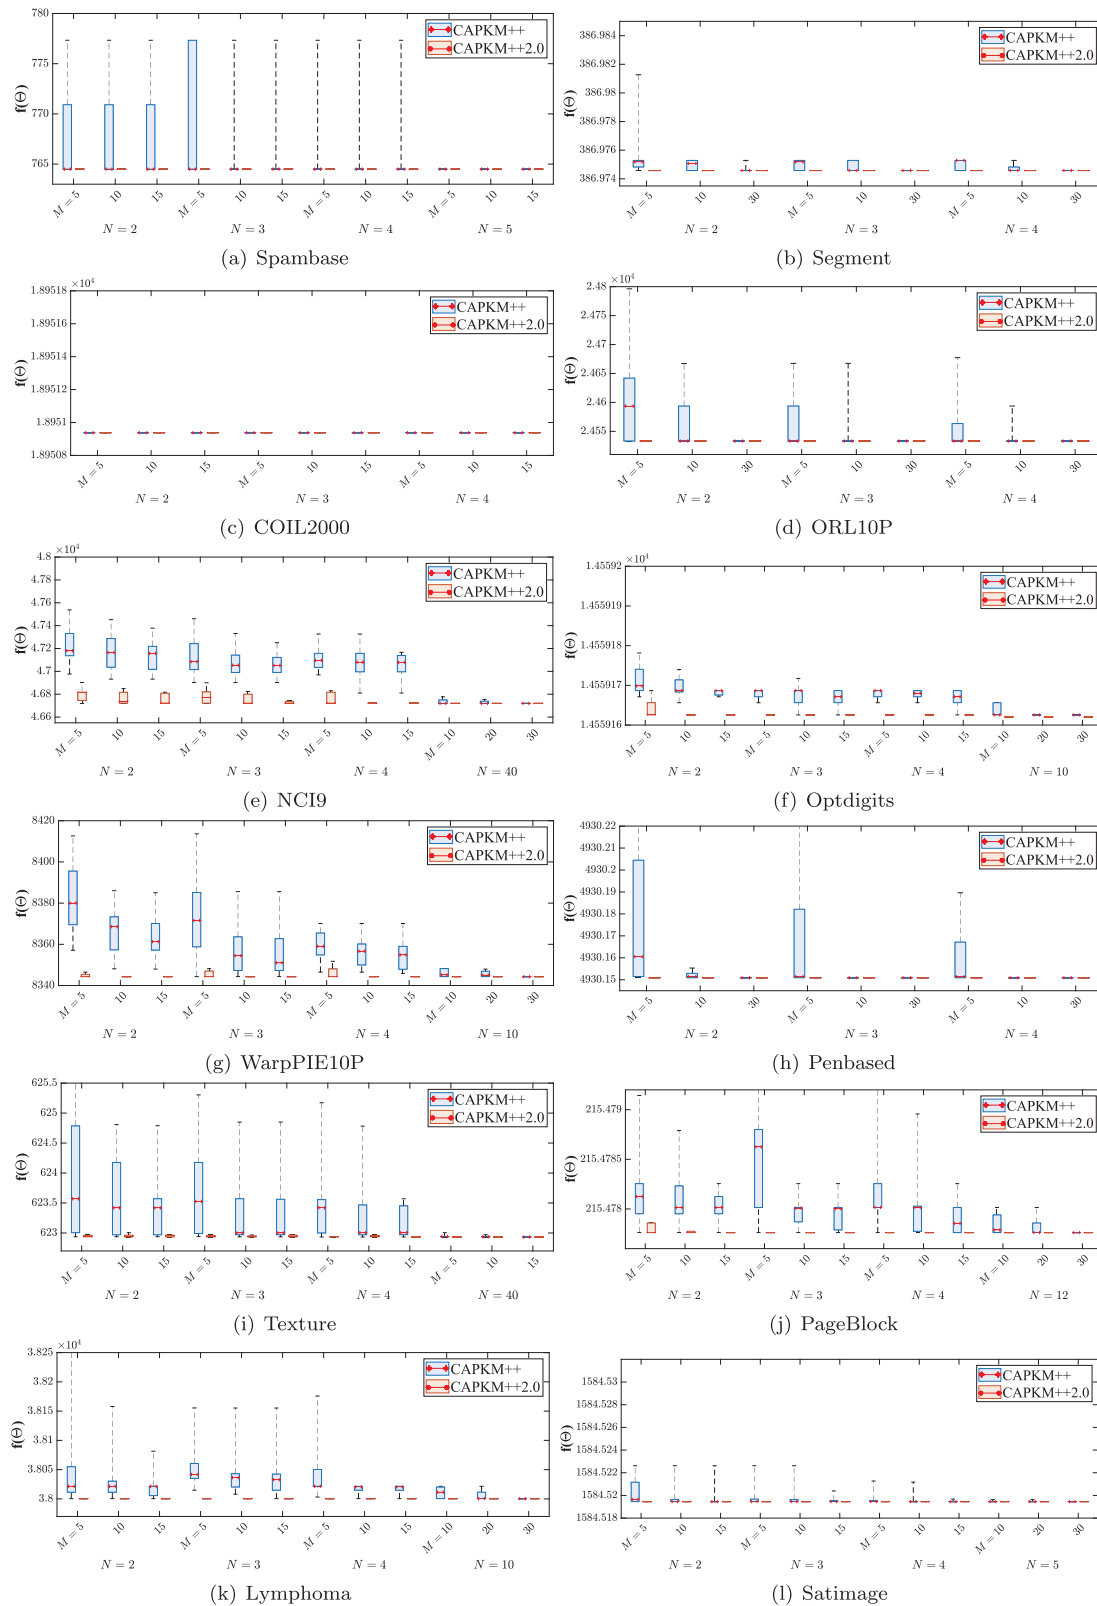 780
775
770
765
f(Θ)
CAPKM++
CAPKM++2.0
M = 5 10 15 M = 5 10 15 M = 5 10 15 M = 5 10 15
N = 2 N = 3 N = 4 N = 5
(a) Spambase
386.984
386.982
386.98
386.978
386.976
386.974
f(Θ)
CAPKM++
CAPKM++2.0
M = 5 10 30 M = 5 10 30 M = 5 10 30
N = 2 N = 3 N = 4
(b) Segment
×10⁴
1.89518
1.89516
1.89514
1.89512
1.8951
1.89508
f(Θ)
CAPKM++
CAPKM++2.0
M = 5 10 15 M = 5 10 15 M = 5 10 15
N = 2 N = 3 N = 4
(c) COIL2000
×10⁴
2.48
2.475
2.47
2.465
2.46
2.455
f(Θ)
CAPKM++
CAPKM++2.0
M = 5 10 30 M = 5 10 30 M = 5 10 30
N = 2 N = 3 N = 4
(d) ORL10P
×10⁴
4.8
4.76
4.72
4.7
4.68
4.66
f(Θ)
CAPKM++
CAPKM++2.0
M = 5 10 15 M = 5 10 15 M = 5 10 15 M = 10 20 30
N = 2 N = 3 N = 4 N = 40
(e) NCI9
×10⁴
1.45592
1.455919
1.455918
1.455917
1.455916
f(Θ)
CAPKM++
CAPKM++2.0
M = 5 10 15 M = 5 10 15 M = 5 10 15 M = 10 20 30
N = 2 N = 3 N = 4 N = 10
(f) Optdigits
8420
8400
8380
8360
8340
f(Θ)
CAPKM++
CAPKM++2.0
M = 5 10 15 M = 5 10 15 M = 5 10 15 M = 10 20 30
N = 2 N = 3 N = 4 N = 10
(g) WarpPIE10P
4930.22
4930.2
4930.19
4930.18
4930.17
4930.16
4930.15
f(Θ)
CAPKM++
CAPKM++2.0
M = 5 10 30 M = 5 10 30 M = 5 10 30
N = 2 N = 3 N = 4
(h) Penbased
625.5
625
624.5
624
623.5
623
f(Θ)
CAPKM++
CAPKM++2.0
M = 5 10 15 M = 5 10 15 M = 5 10 15 M = 5 10 15
N = 2 N = 3 N = 4 N = 40
(i) Texture
215.479
215.4785
215.478
f(Θ)
CAPKM++
CAPKM++2.0
M = 5 10 15 M = 5 10 15 M = 5 10 15 M = 10 20 30
N = 2 N = 3 N = 4 N = 12
(j) PageBlock
×10⁴
3.825
3.82
3.815
3.81
3.805
3.8
f(Θ)
CAPKM++
CAPKM++2.0
M = 5 10 15 M = 5 10 15 M = 5 10 15 M = 10 20 30
N = 2 N = 3 N = 4 N = 10
(k) Lymphoma
1584.53
1584.528
1584.526
1584.524
1584.522
1584.52
1584.518
f(Θ)
CAPKM++
CAPKM++2.0
M = 5 10 15 M = 5 10 15 M = 5 10 15 M = 10 20 30
N = 2 N = 3 N = 4 N = 5
(l) Satimage